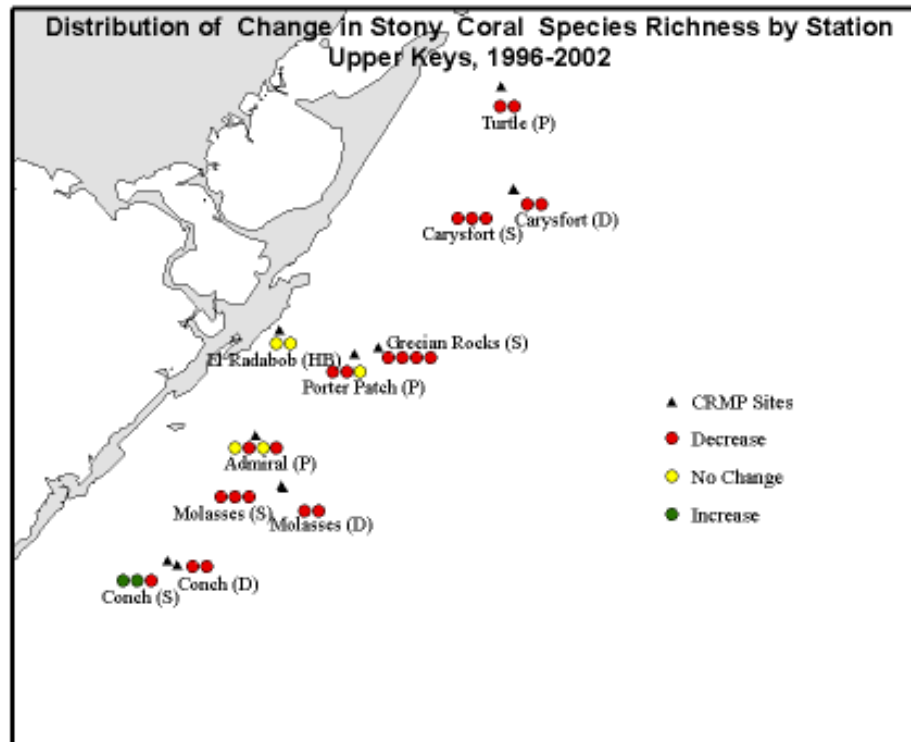 Distribution of Change in Stony Coral Species Richness by Station
Upper Keys, 1996-2002
Turtle (P)
Carysfort (D)
Carysfort (S)
Grecian Rocks (S)
El Radabob (HB)
Porter Patch (P)
CRMP Sites
Decrease
No Change
Increase
Admiral (P)
Molasses (S)
Molasses (D)
Conch (D)
Conch (S)